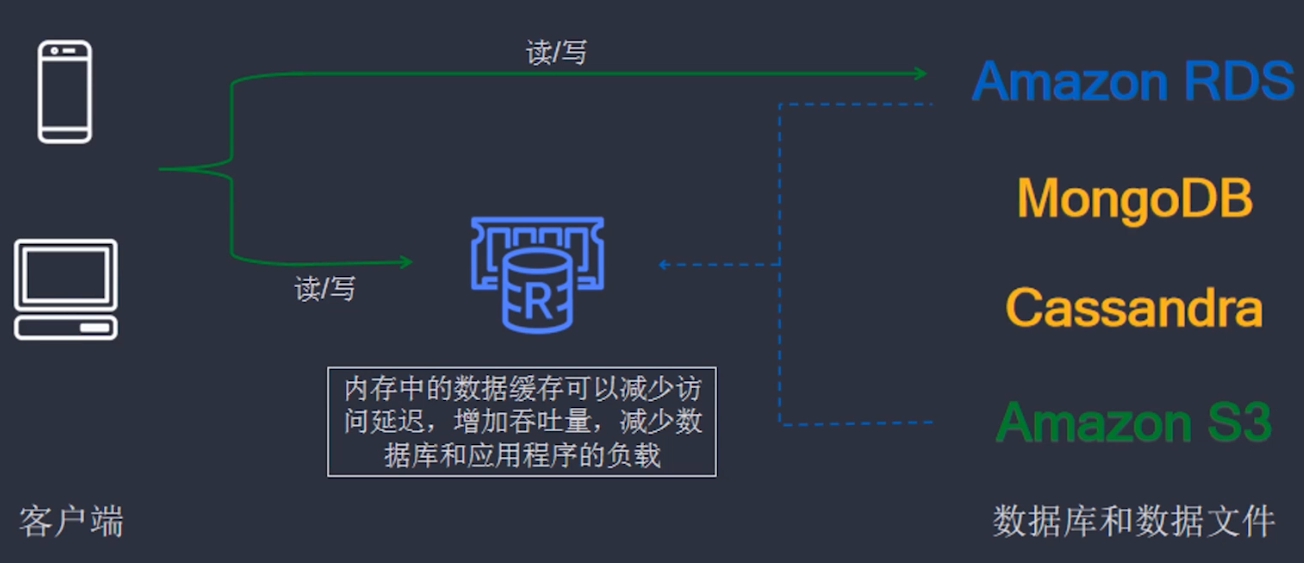 读/写
Amazon RDS
MongoDB
读/写
R
Cassandra
内存中的数据缓存可以减少访
问延迟，增加吞吐量，减少数
据库和应用程序的负载
Amazon S3
客户端
数据库和数据文件